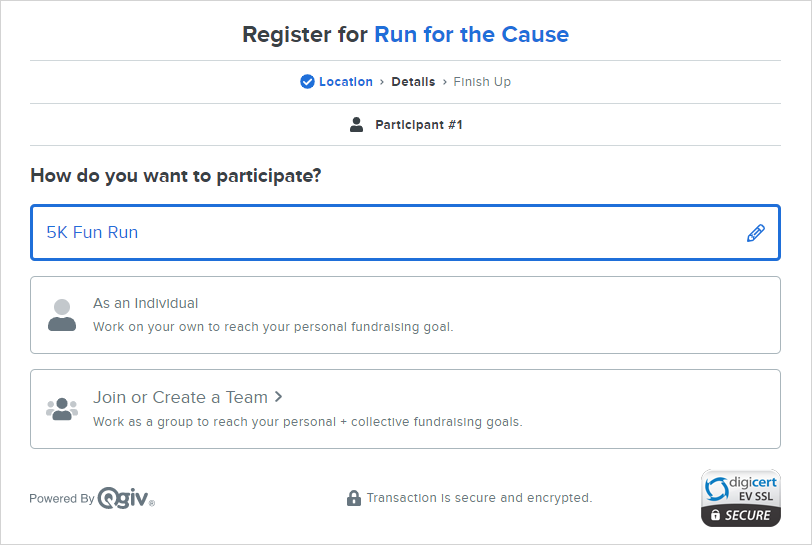 Register for Run for the Cause
Location › Details › Finish Up
Participant #1
How do you want to participate?
5K Fun Run
As an Individual
Work on your own to reach your personal fundraising goal.
Join or Create a Team >
Work as a group to reach your personal + collective fundraising goals.
Powered By Qgiv®
Transaction is secure and encrypted.
digicert
EV SSL
SECURE